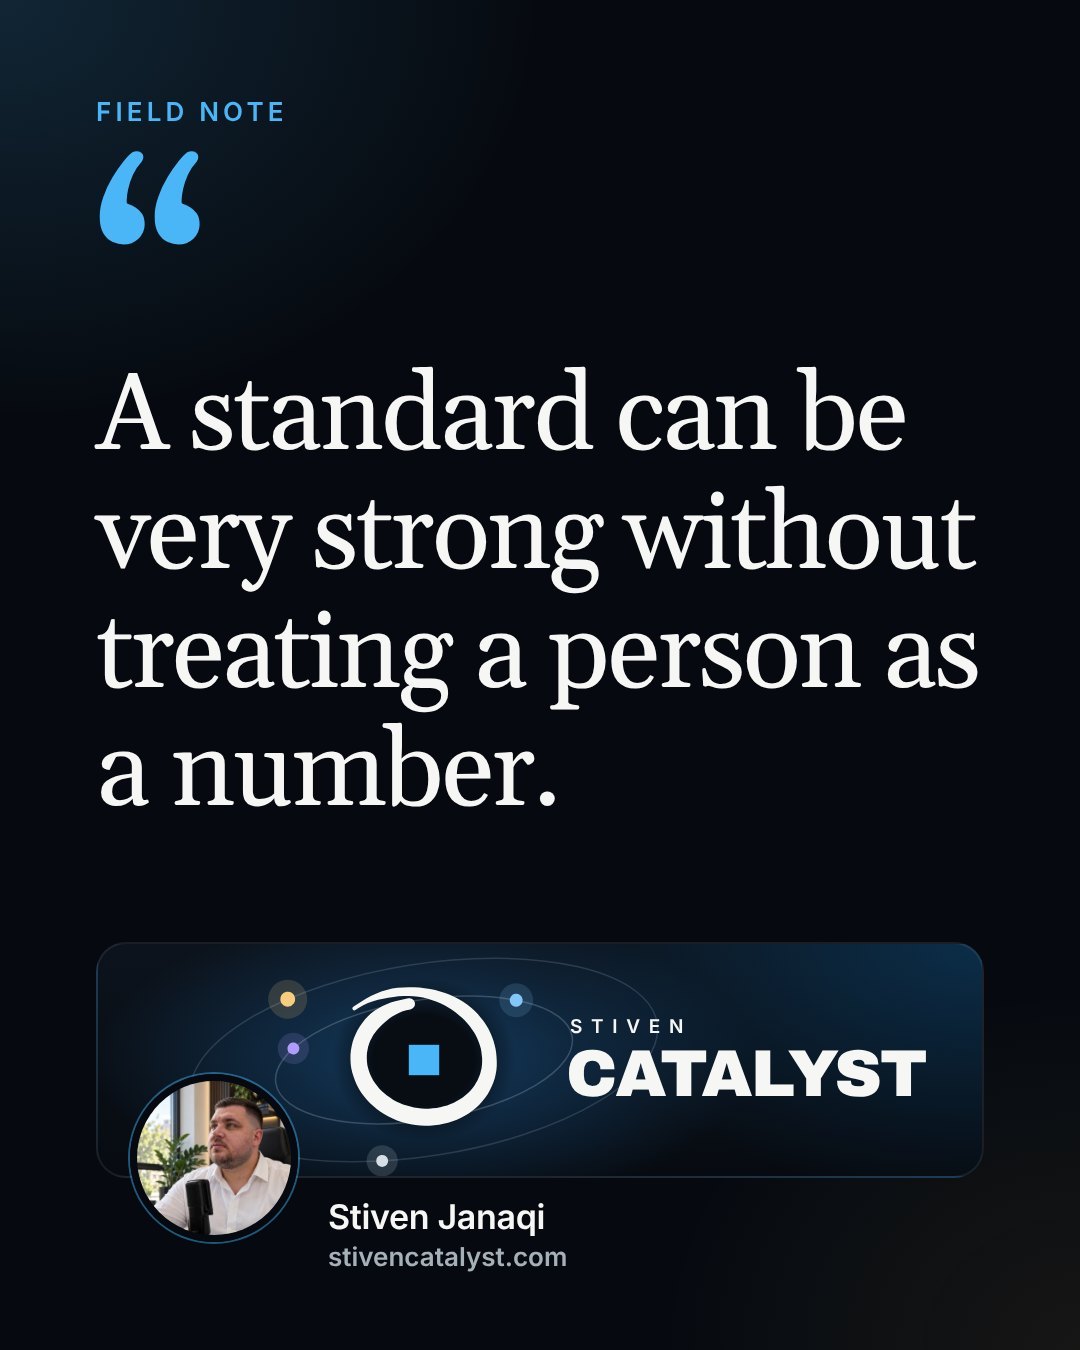 FIELD NOTE
“
A standard can be
very strong without
treating a person as
a number.
STIVEN
CATALYST
Stiven Janaqi
stivencatalyst.com